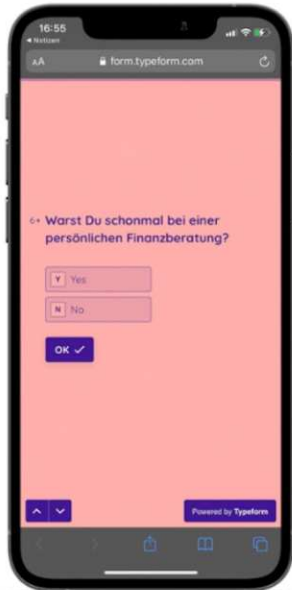 16:55
◄ Notizen
AA form.typeform.com
6→ Warst Du schonmal bei einer
persönlichen Finanzberatung?
Y Yes
N No
OK ✓
Powered by Typeform